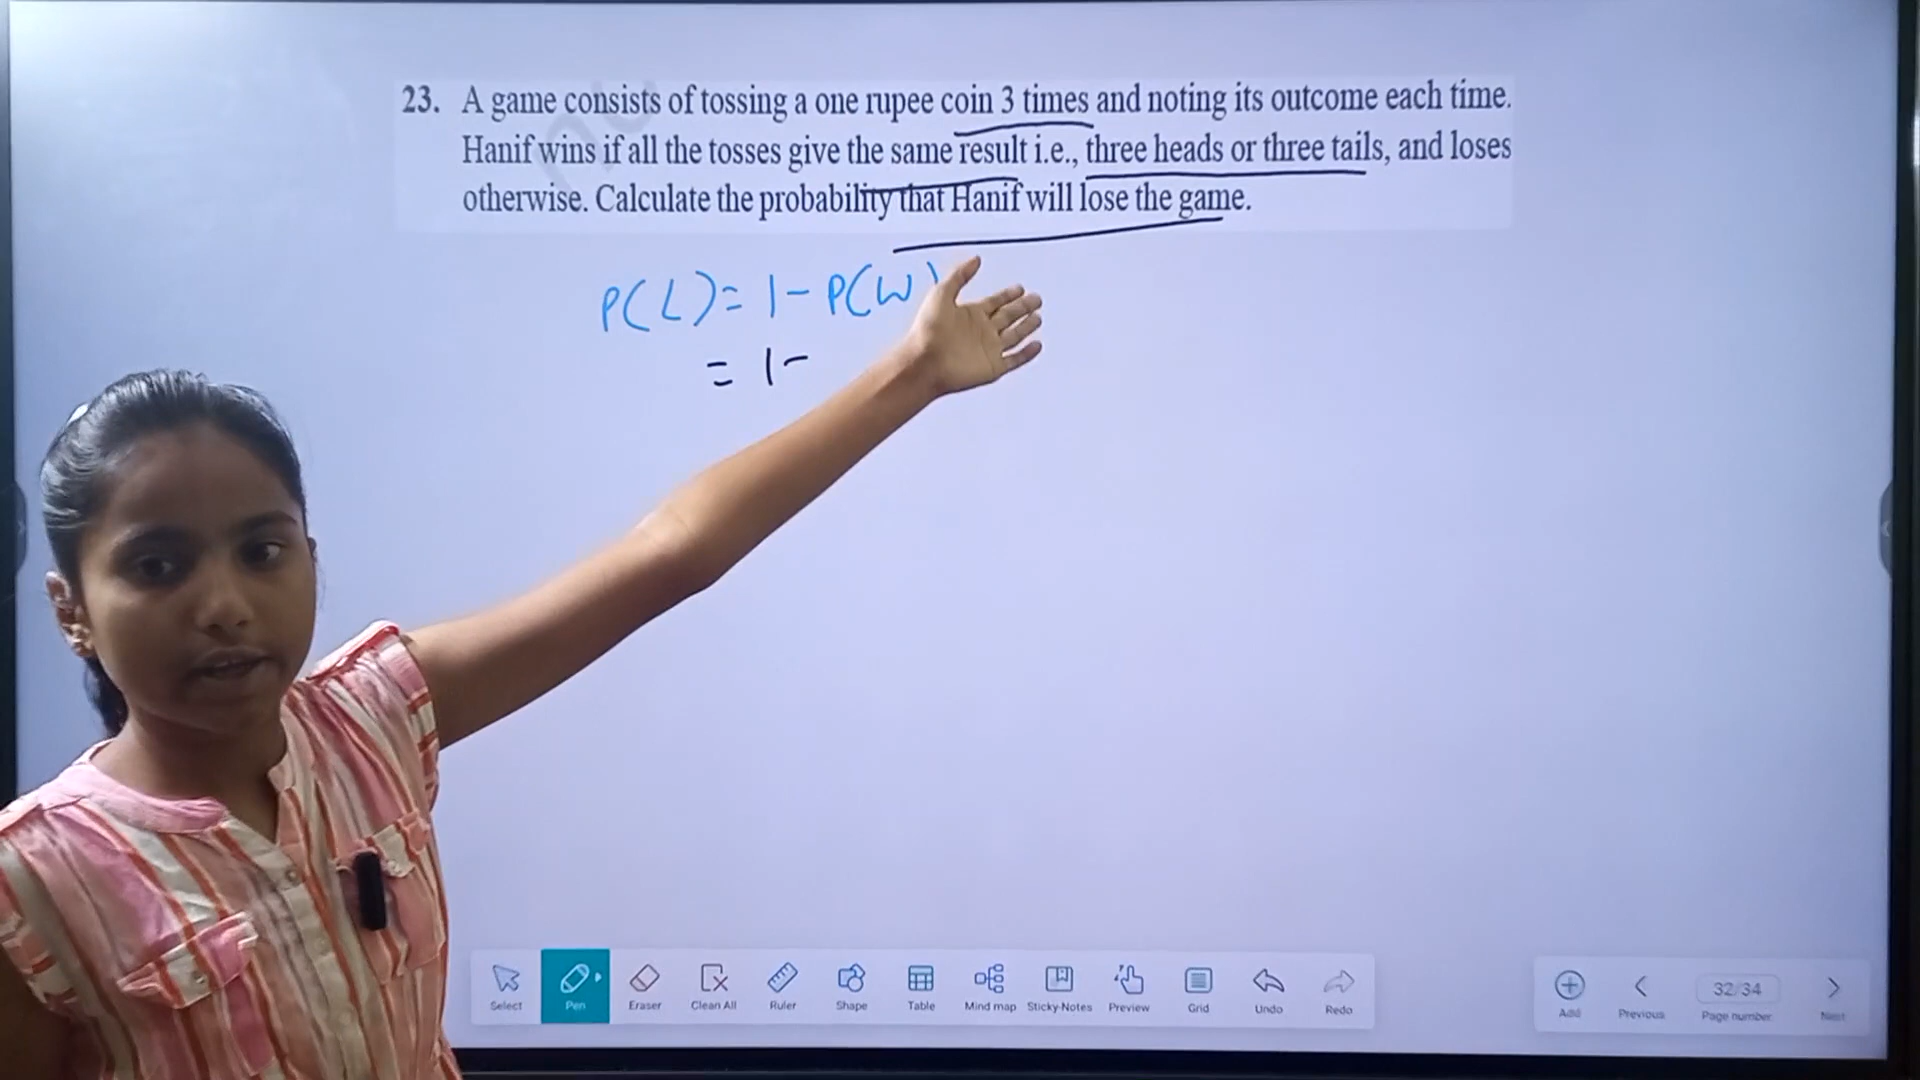 23. A game consists of tossing a one rupee coin 3 times and noting its outcome each time.
Hanif wins if all the tosses give the same result i.e., three heads or three tails, and loses
otherwise. Calculate the probability that Hanif will lose the game.
P(L) = 1 - P(W)
= 1 -
Select Pen Eraser Clean All Ruler Shape Table Mind map Sticky-Notes Preview Grid Undo Redo
32/34
Add Previous Page number Next